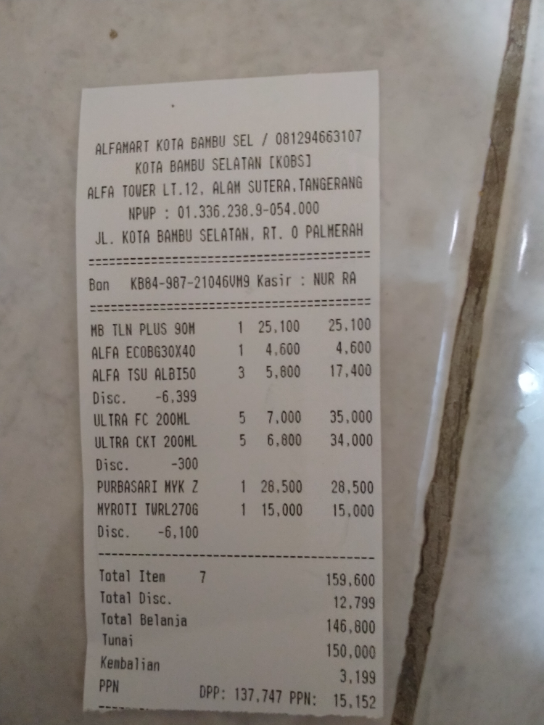 ALFAMART KOTA BAMBU SEL / 081294663107
KOTA BAMBU SELATAN [KOBS]
ALFA TOWER LT.12, ALAM SUTERA,TANGERANG
NPWP : 01.336.238.9-054.000
JL. KOTA BAMBU SELATAN, RT. 0 PALMERAH
Bon KB84-987-21046VM9 Kasir : NUR RA
MB TLN PLUS 90M 1 25,100 25,100
ALFA ECOBG30X40 1 4,600 4,600
ALFA TSU ALBI50 3 5,800 17,400
Disc. -6,399
ULTRA FC 200ML 5 7,000 35,000
ULTRA CKT 200ML 5 6,800 34,000
Disc. -300
PURBASARI MYK Z 1 28,500 28,500
MYROTI TWRL270G 1 15,000 15,000
Disc. -6,100
Total Item 7 159,600
Total Disc. 12,799
Total Belanja 146,800
Tunai 150,000
Kembalian 3,199
PPN DPP: 137,747 PPN: 15,152